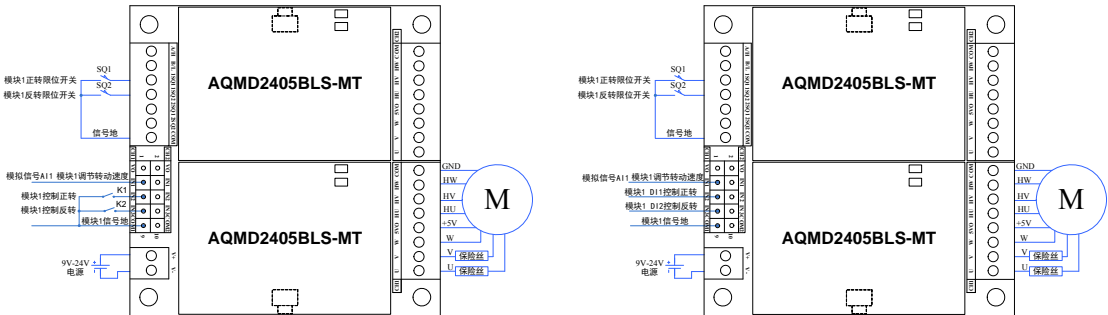 AQMD2405BLS-MT
SQ1
模块1正转限位开关
SQ2
模块1反转限位开关
信号地
模拟信号AI1 模块1调节转动速度
K1
模块1控制正转
K2
模块1控制反转
模块1信号地
AQMD2405BLS-MT
9V-24V
电源
+
V+
V-
1
2
9
10
GND
HW
HV
HU
+5V
W
V
保险丝
U
保险丝
M
AQMD2405BLS-MT
SQ1
模块1正转限位开关
SQ2
模块1反转限位开关
信号地
模拟信号AI1 模块1调节转动速度
模块1 DI1控制正转
模块1 DI2控制反转
模块1信号地
AQMD2405BLS-MT
9V-24V
电源
+
V+
V-
1
2
9
10
GND
HW
HV
HU
+5V
W
V
保险丝
U
保险丝
M